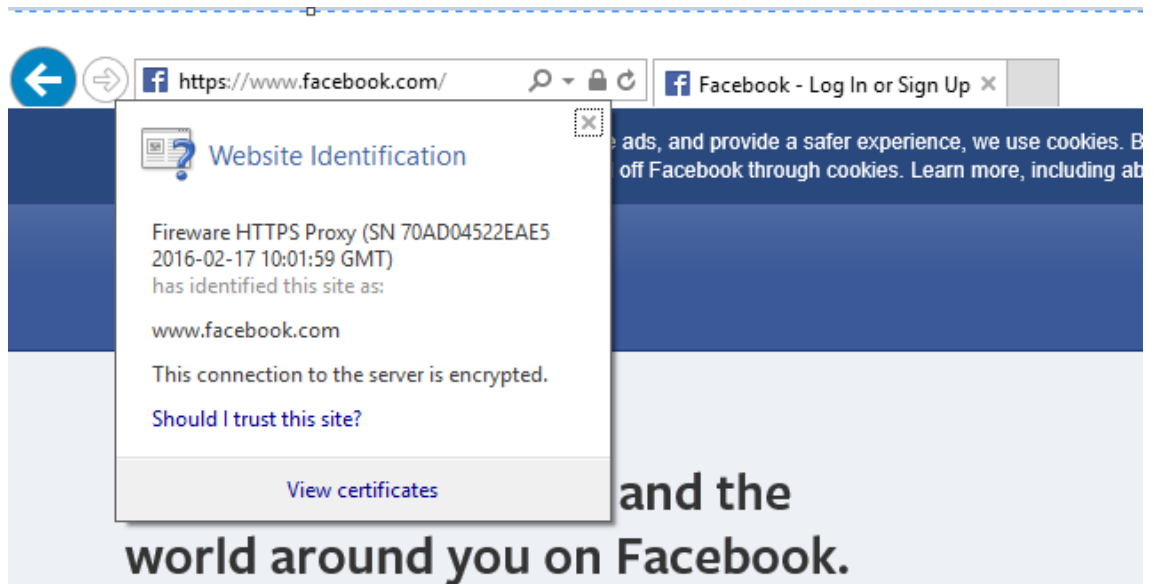 https://www.facebook.com/
Facebook - Log In or Sign Up
ads, and provide a safer experience, we use cookies.
off Facebook through cookies. Learn more, including
Website Identification
Fireware HTTPS Proxy (SN 70AD04522EAE5
2016-02-17 10:01:59 GMT)
has identified this site as:
www.facebook.com
This connection to the server is encrypted.
Should I trust this site?
View certificates
and the
world around you on Facebook.